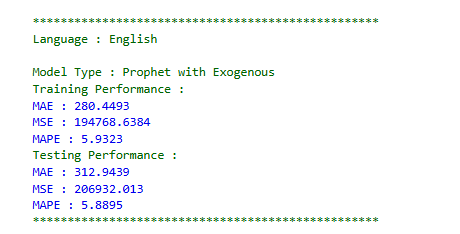 **************************************************
Language : English
Model Type : Prophet with Exogenous
Training Performance :
MAE : 280.4493
MSE : 194768.6384
MAPE : 5.9323
Testing Performance :
MAE : 312.9439
MSE : 206932.013
MAPE : 5.8895
**************************************************